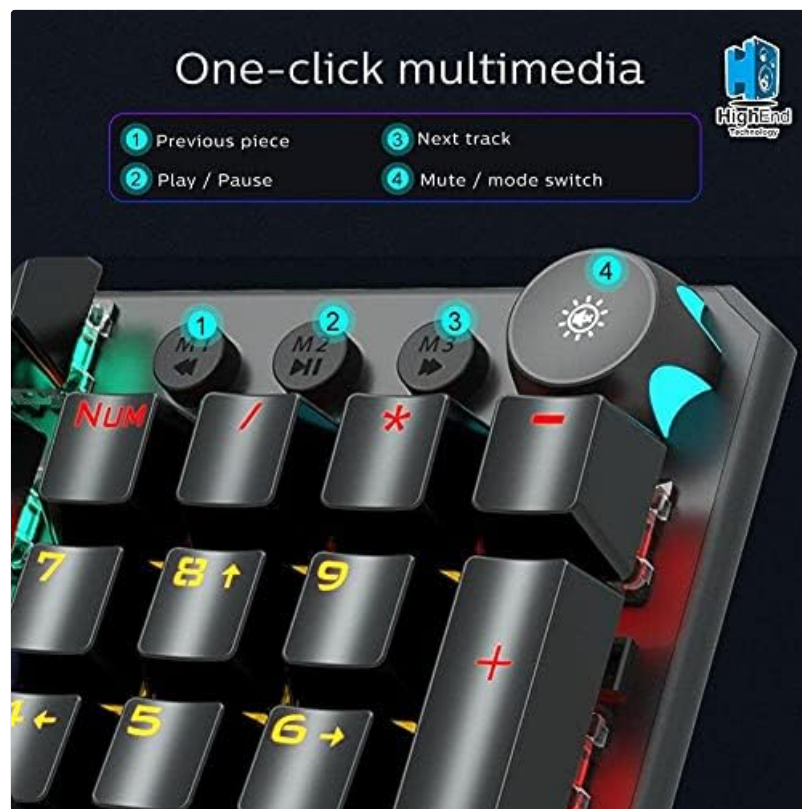 One-click multimedia
HighEnd
Technology
1 Previous piece
3 Next track
2 Play / Pause
4 Mute / mode switch
4
1
2
3
M1
M2
M3
NUM
/
*
-
7
8
9
+
4
5
6